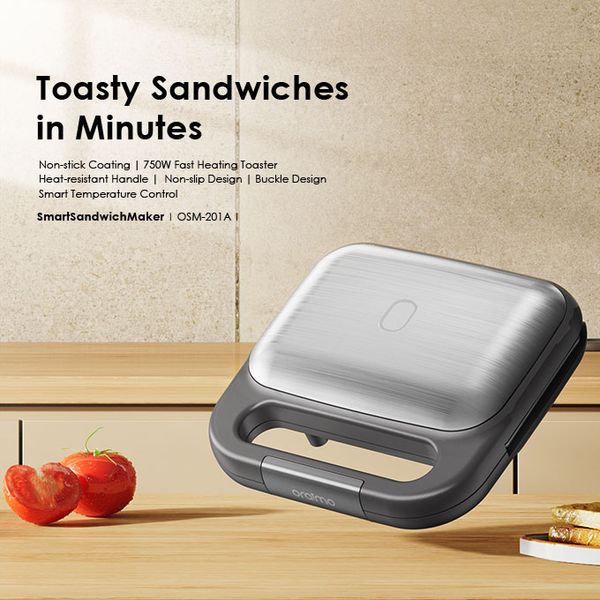 Toasty Sandwiches
in Minutes
Non-stick Coating | 750W Fast Heating Toaster
Heat-resistant Handle | Non-slip Design | Buckle Design
Smart Temperature Control
SmartSandwichMaker | OSM-201A |
oraimo